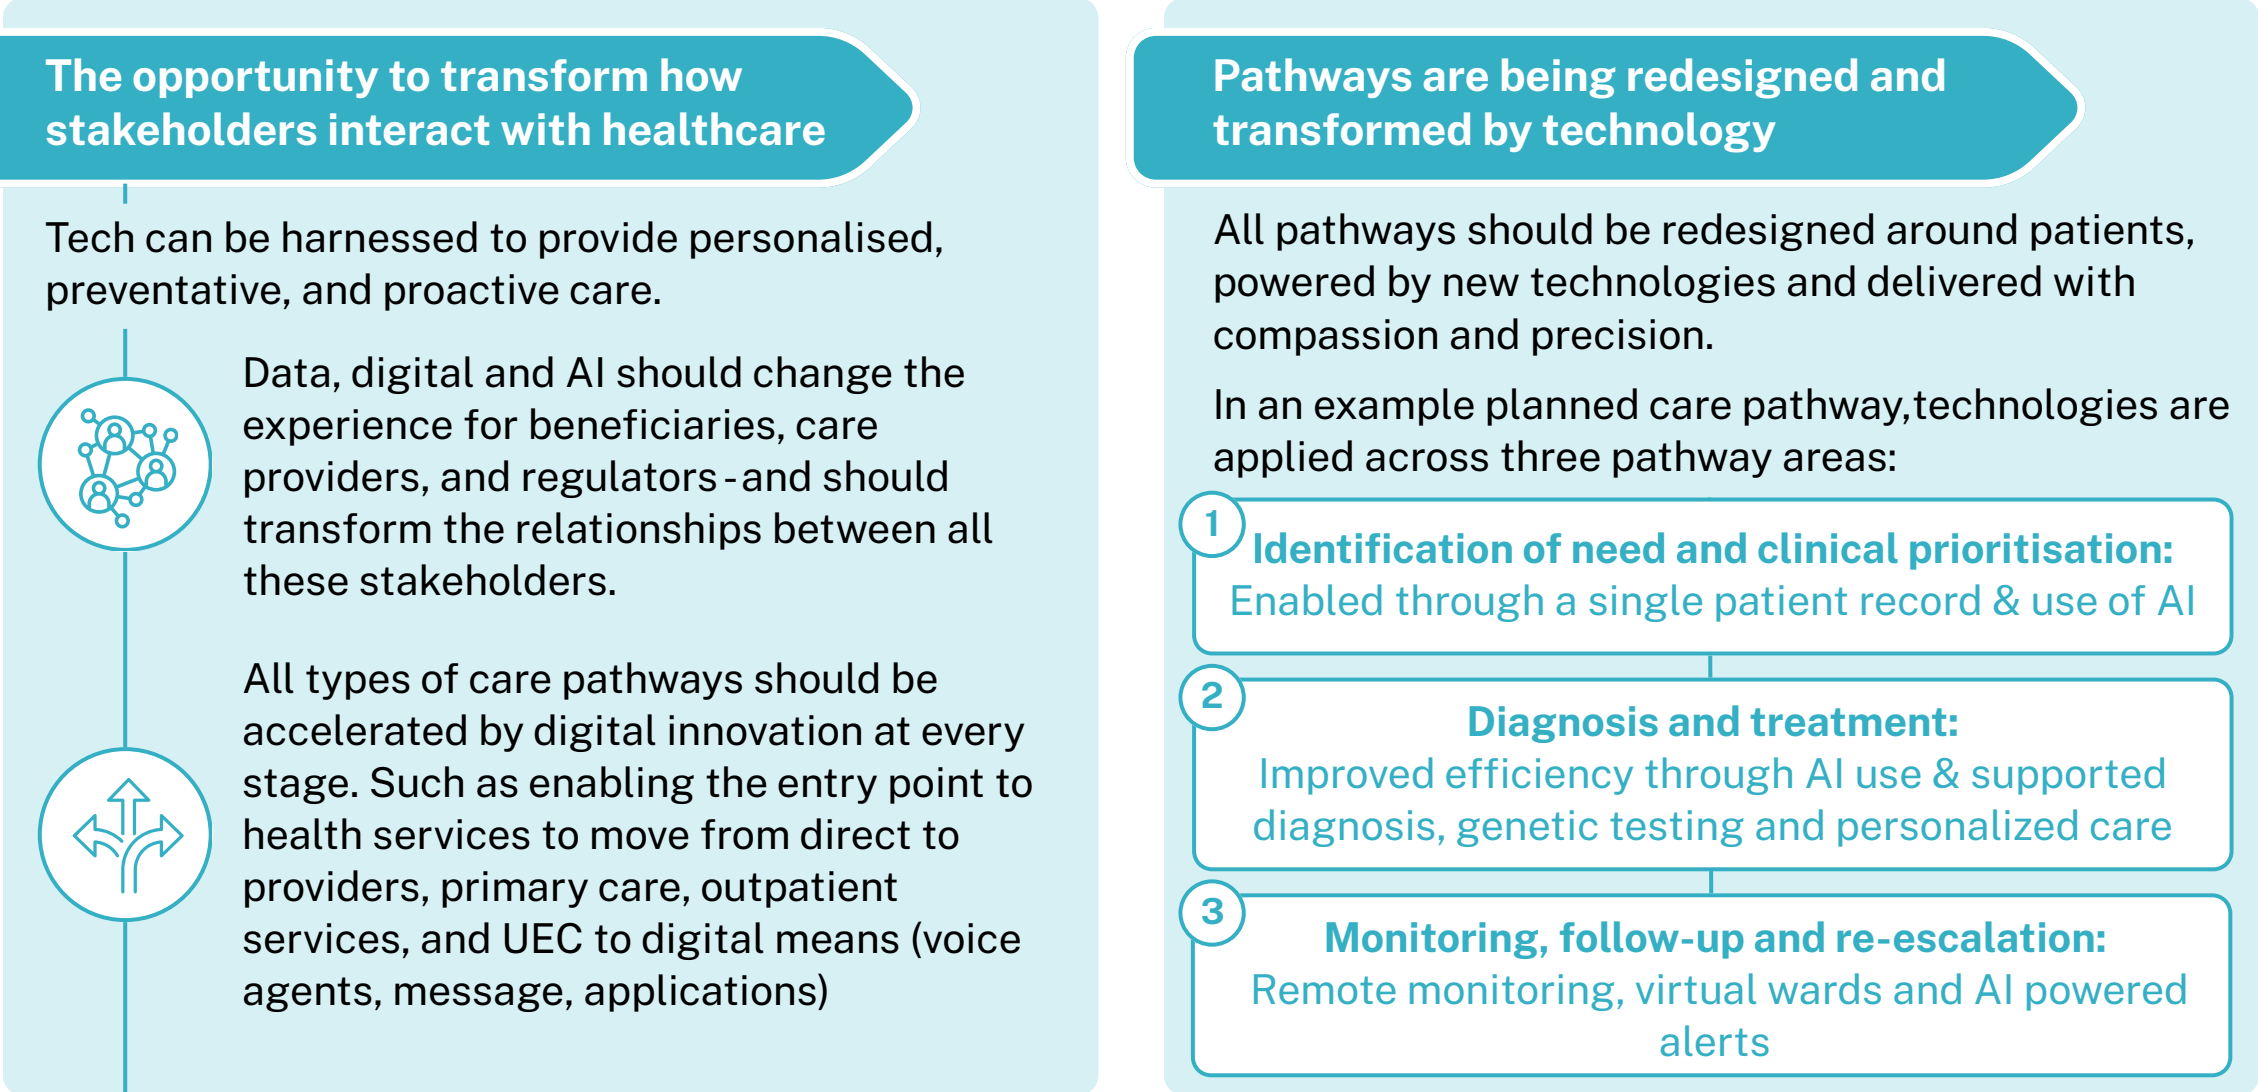 The opportunity to transform how
stakeholders interact with healthcare
Tech can be harnessed to provide personalised,
preventative, and proactive care.
Data, digital and AI should change the
experience for beneficiaries, care
providers, and regulators - and should
transform the relationships between all
these stakeholders.
All types of care pathways should be
accelerated by digital innovation at every
stage. Such as enabling the entry point to
health services to move from direct to
providers, primary care, outpatient
services, and UEC to digital means (voice
agents, message, applications)
Pathways are being redesigned and
transformed by technology
All pathways should be redesigned around patients,
powered by new technologies and delivered with
compassion and precision.
In an example planned care pathway,technologies are
applied across three pathway areas:
1
Identification of need and clinical prioritisation:
Enabled through a single patient record & use of AI
2
Diagnosis and treatment:
Improved efficiency through AI use & supported
diagnosis, genetic testing and personalized care
3
Monitoring, follow-up and re-escalation:
Remote monitoring, virtual wards and AI powered
alerts